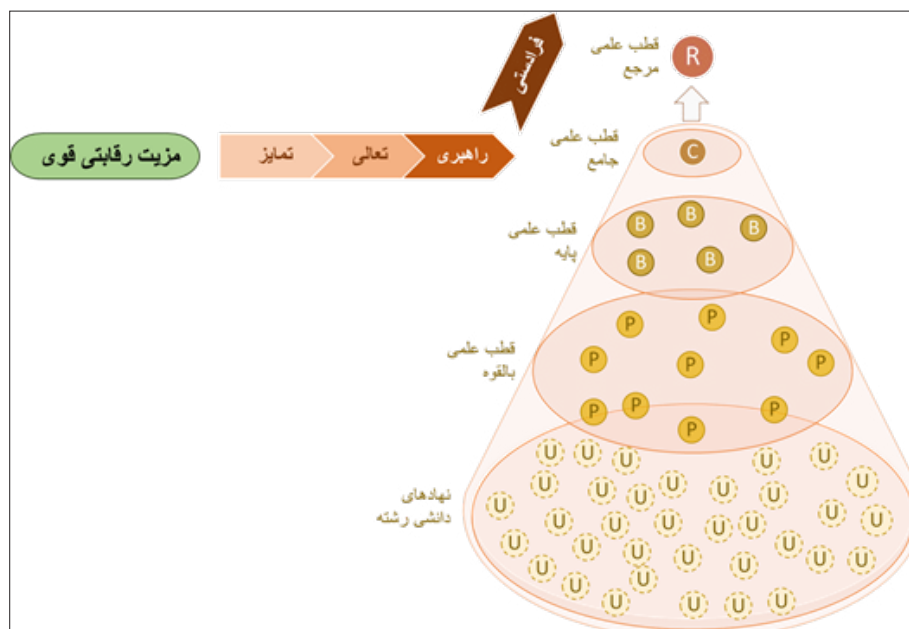 فرادستی
قطب علمی
مرجع
R
مزیت رقابتی قوی
تمایز
تعالی
راهبری
قطب علمی
جامع
C
قطب علمی
پایه
B B B
B B
قطب علمی
بالقوه
P P P
P P P
P P P
P
نهادهای
دانشی رشته
U U U U U
U U U U U U U
U U U U U U U U
U U U U U U U U
U U U U U U U